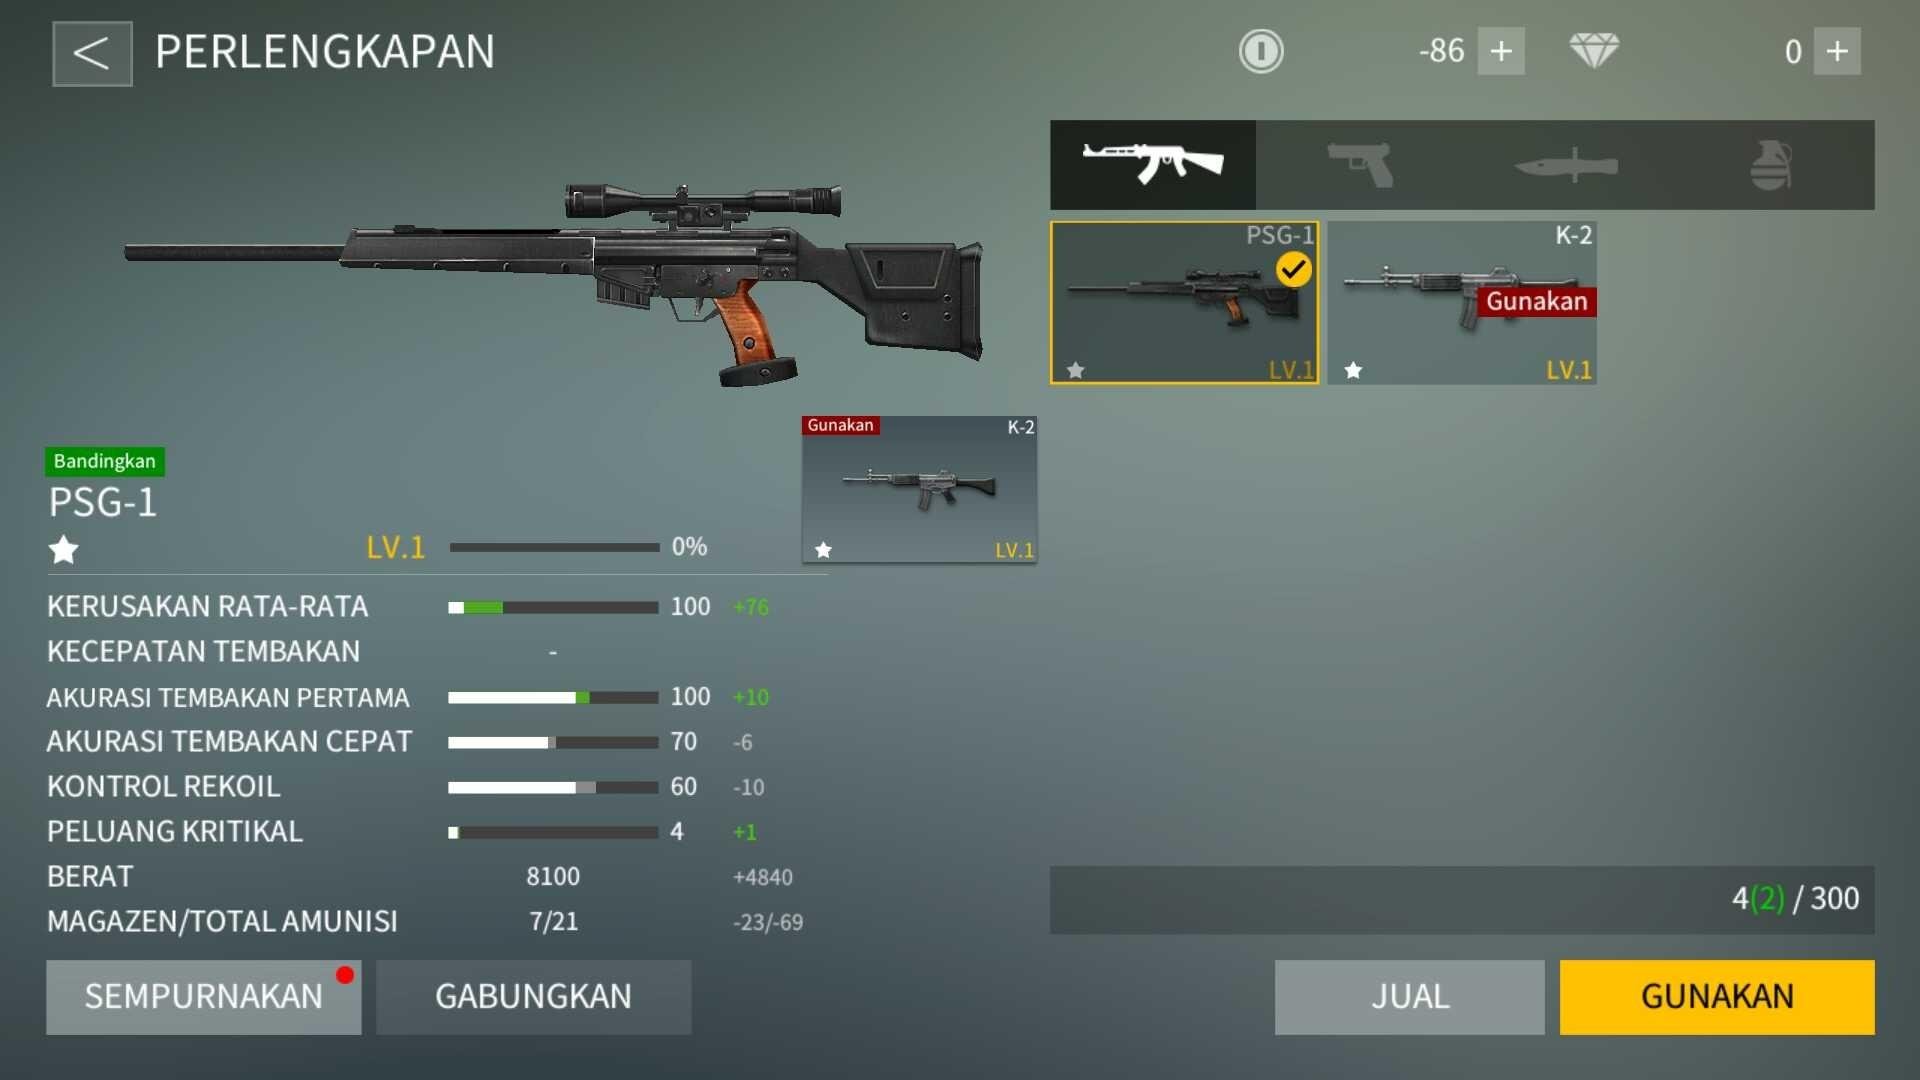 < PERLENGKAPAN
-86 +
0 +
PSG-1
LV.1
K-2
Gunakan
LV.1
Gunakan
K-2
LV.1
Bandingkan
PSG-1
LV.1 0%
KERUSAKAN RATA-RATA 100 +76
KECEPATAN TEMBAKAN -
AKURASI TEMBAKAN PERTAMA 100 +10
AKURASI TEMBAKAN CEPAT 70 -6
KONTROL REKOIL 60 -10
PELUANG KRITIKAL 4 +1
BERAT 8100 +4840
MAGAZEN/TOTAL AMUNISI 7/21 -23/-69
4(2) / 300
SEMPURNAKAN
GABUNGKAN
JUAL
GUNAKAN